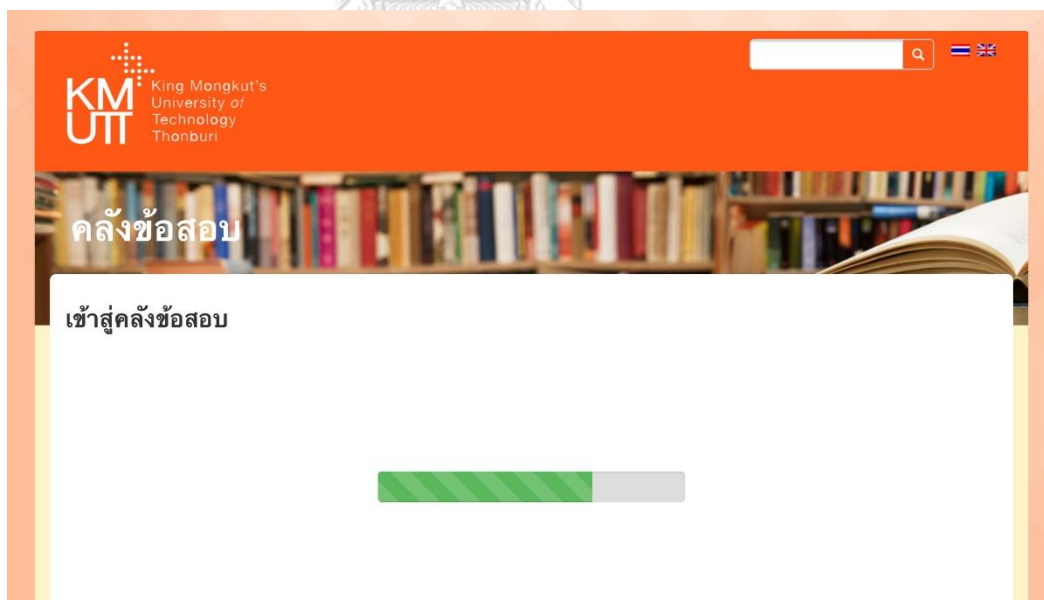 KM
UTT
King Mongkut's
University of
Technology
Thonburi
คลังข้อสอบ
เข้าสู่คลังข้อสอบ